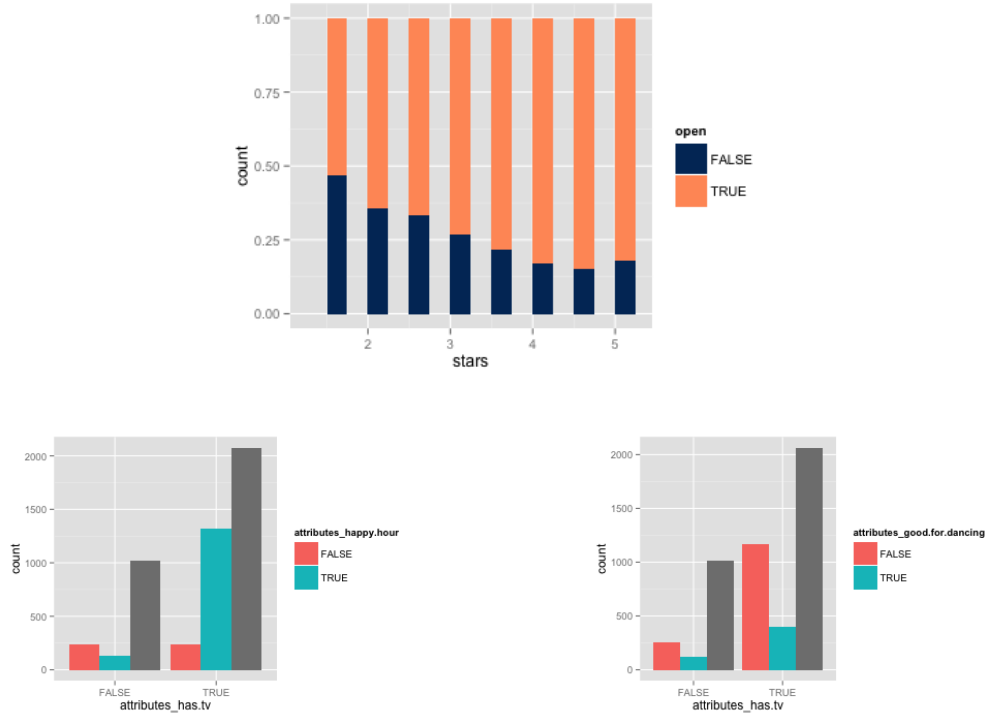 1.00
0.75
0.50
0.25
0.00
count
2 3 4 5
stars
open
FALSE
TRUE
2000
1500
1000
500
0
count
FALSE TRUE
attributes_has.tv
attributes_happy.hour
FALSE
TRUE
2000
1500
1000
500
0
count
FALSE TRUE
attributes_has.tv
attributes_good.for.dancing
FALSE
TRUE